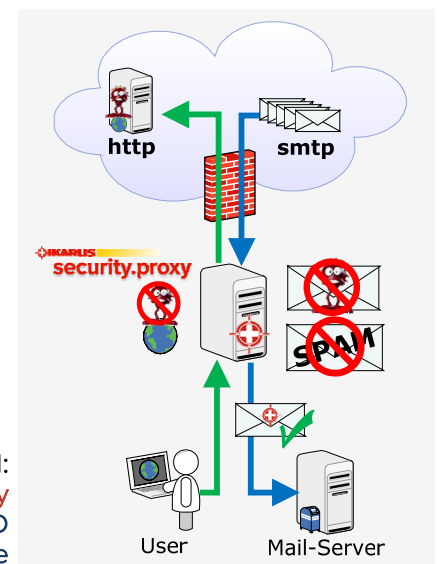 http
smtp
IKARUS
security.proxy
SPAM
:
y
e
User
Mail-Server